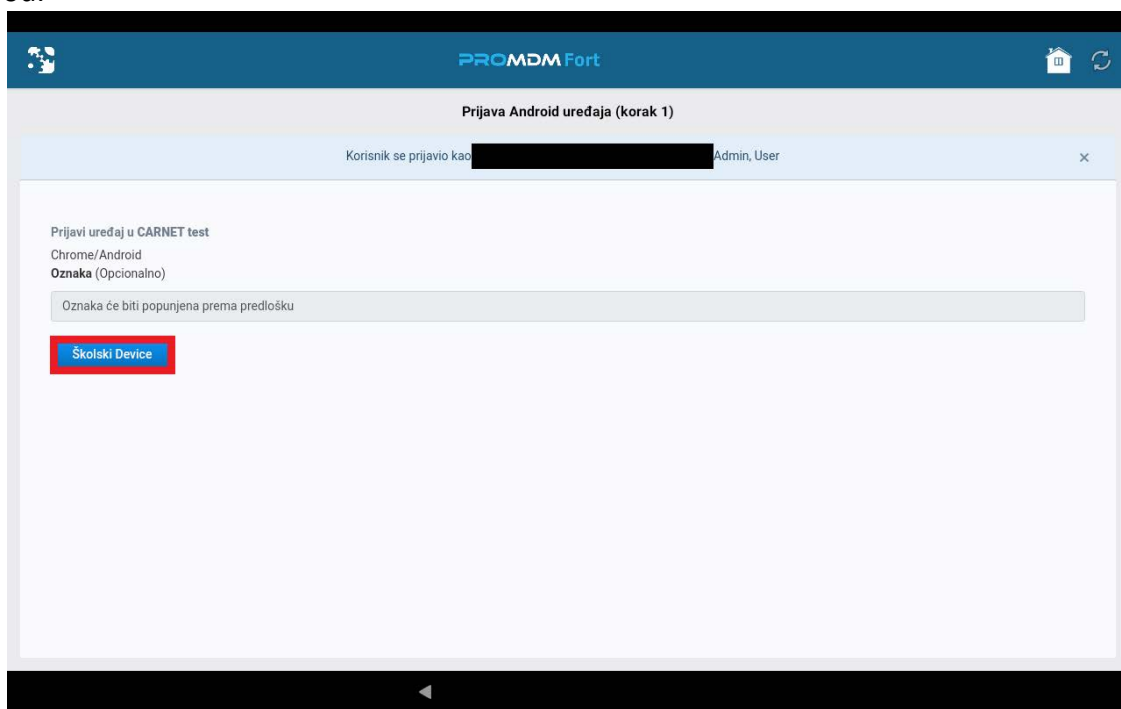 PROMDM Fort
Prijava Android uređaja (korak 1)
Korisnik se prijavio kao Admin, User ×
Prijavi uređaj u CARNET test
Chrome/Android
Oznaka (Opcionalno)
Oznaka će biti popunjena prema predlošku
Školski Device